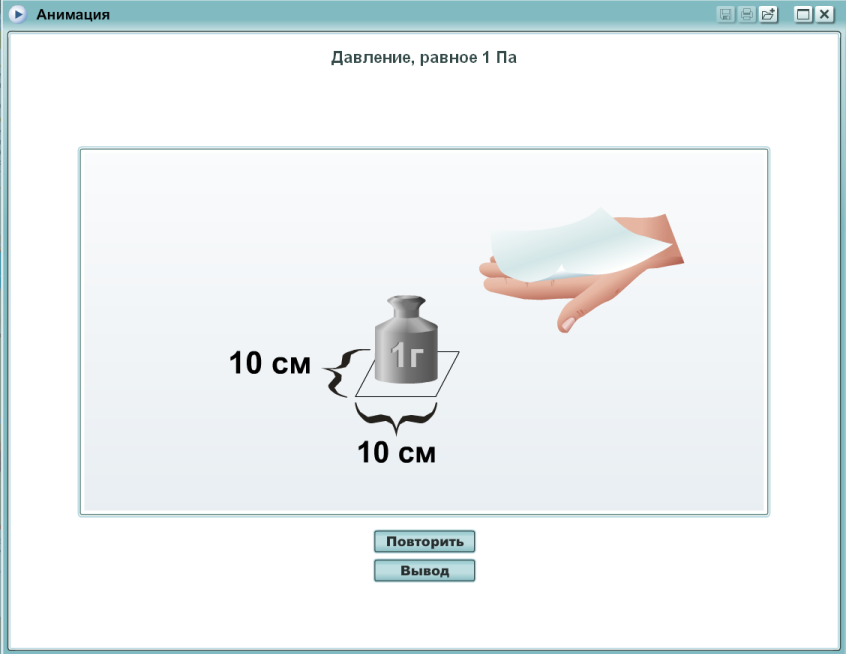 Анимация
Давление, равное 1 Па
1г
10 см
10 см
Повторить
Вывод